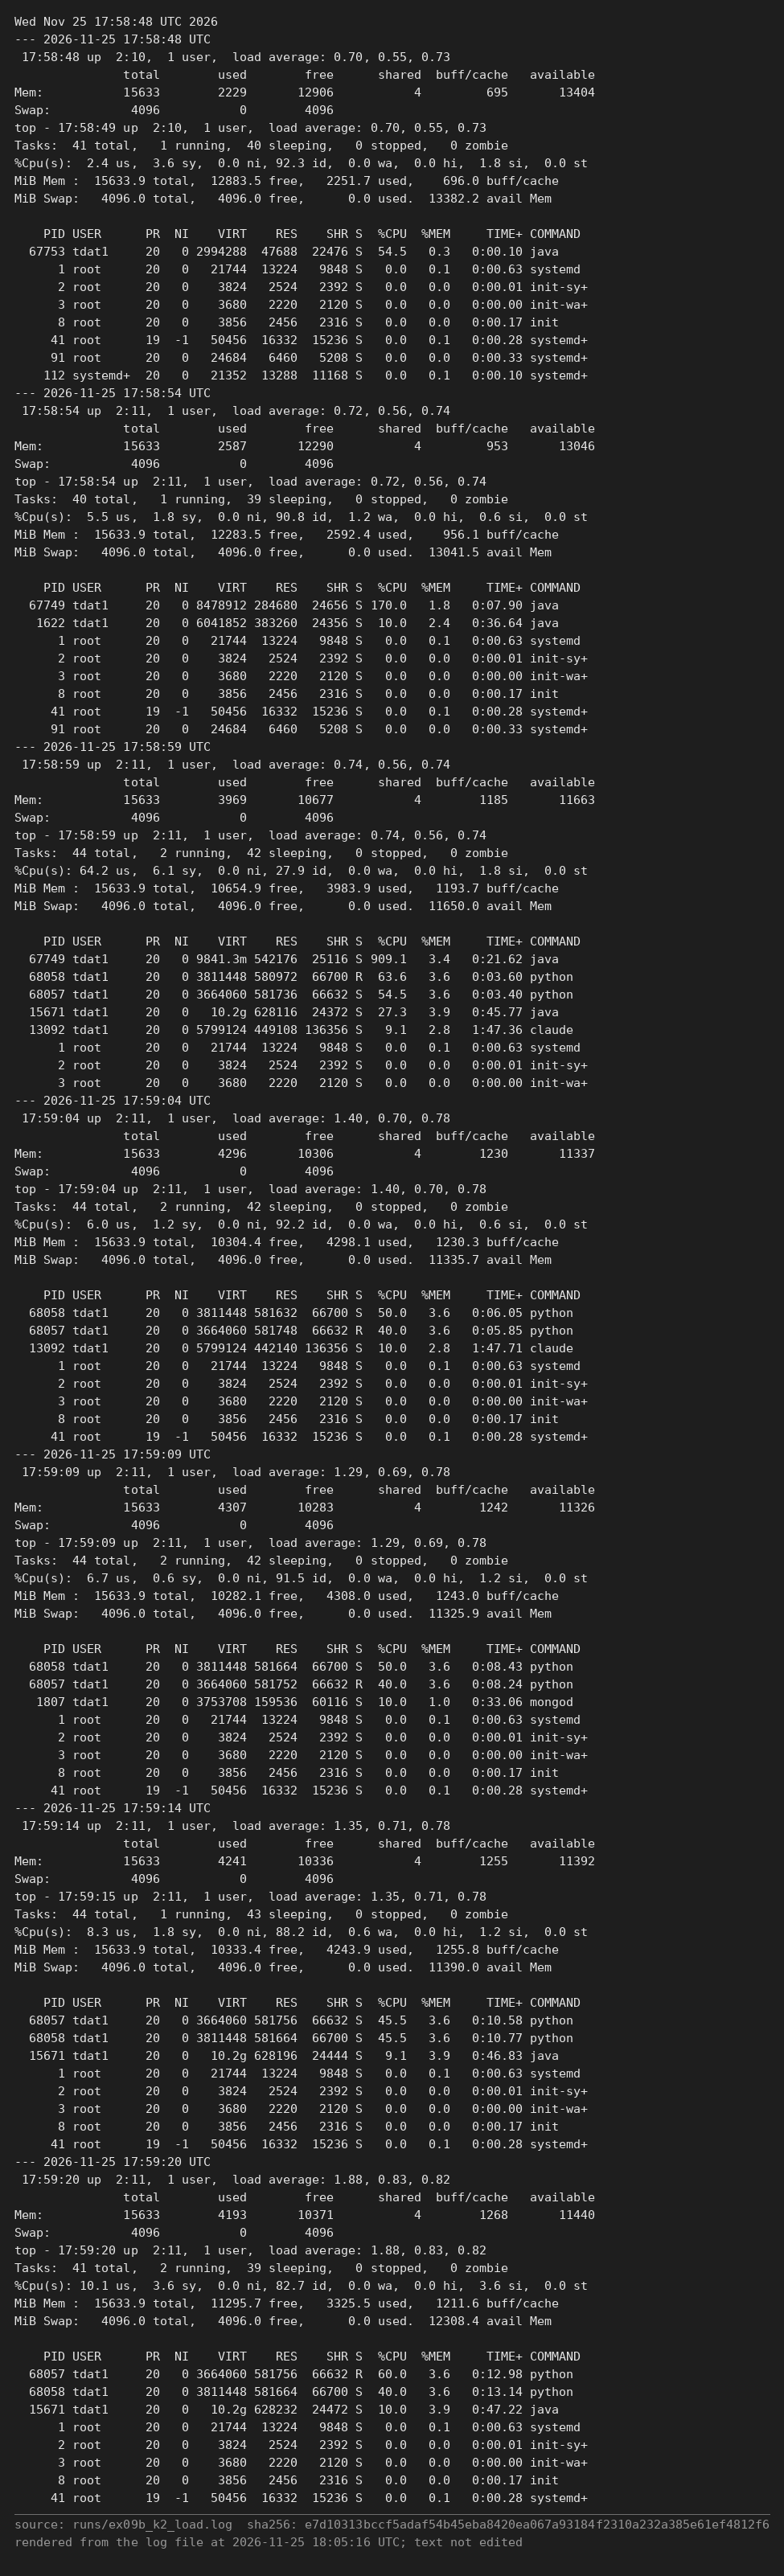 Wed Nov 25 17:58:48 UTC 2026
--- 2026-11-25 17:58:48 UTC
 17:58:48 up  2:10,  1 user,  load average: 0.70, 0.55, 0.73
               total        used        free      shared  buff/cache   available
Mem:           15633        2229       12906           4         695       13404
Swap:           4096           0        4096
top - 17:58:49 up  2:10,  1 user,  load average: 0.70, 0.55, 0.73
Tasks:  41 total,   1 running,  40 sleeping,   0 stopped,   0 zombie
%Cpu(s):  2.4 us,  3.6 sy,  0.0 ni, 92.3 id,  0.0 wa,  0.0 hi,  1.8 si,  0.0 st
MiB Mem :  15633.9 total,  12883.5 free,   2251.7 used,    696.0 buff/cache
MiB Swap:   4096.0 total,   4096.0 free,      0.0 used.  13382.2 avail Mem

    PID USER      PR  NI    VIRT    RES    SHR S  %CPU  %MEM     TIME+ COMMAND
  67753 tdat1     20   0 2994288  47688  22476 S  54.5   0.3   0:00.10 java
      1 root      20   0   21744  13224   9848 S   0.0   0.1   0:00.63 systemd
      2 root      20   0    3824   2524   2392 S   0.0   0.0   0:00.01 init-sy+
      3 root      20   0    3680   2220   2120 S   0.0   0.0   0:00.00 init-wa+
      8 root      20   0    3856   2456   2316 S   0.0   0.0   0:00.17 init
     41 root      19  -1   50456  16332  15236 S   0.0   0.1   0:00.28 systemd+
     91 root      20   0   24684   6460   5208 S   0.0   0.0   0:00.33 systemd+
    112 systemd+  20   0   21352  13288  11168 S   0.0   0.1   0:00.10 systemd+
--- 2026-11-25 17:58:54 UTC
 17:58:54 up  2:11,  1 user,  load average: 0.72, 0.56, 0.74
               total        used        free      shared  buff/cache   available
Mem:           15633        2587       12290           4         953       13046
Swap:           4096           0        4096
top - 17:58:54 up  2:11,  1 user,  load average: 0.72, 0.56, 0.74
Tasks:  40 total,   1 running,  39 sleeping,   0 stopped,   0 zombie
%Cpu(s):  5.5 us,  1.8 sy,  0.0 ni, 90.8 id,  1.2 wa,  0.0 hi,  0.6 si,  0.0 st
MiB Mem :  15633.9 total,  12283.5 free,   2592.4 used,    956.1 buff/cache
MiB Swap:   4096.0 total,   4096.0 free,      0.0 used.  13041.5 avail Mem

    PID USER      PR  NI    VIRT    RES    SHR S  %CPU  %MEM     TIME+ COMMAND
  67749 tdat1     20   0 8478912 284680  24656 S 170.0   1.8   0:07.90 java
   1622 tdat1     20   0 6041852 383260  24356 S  10.0   2.4   0:36.64 java
      1 root      20   0   21744  13224   9848 S   0.0   0.1   0:00.63 systemd
      2 root      20   0    3824   2524   2392 S   0.0   0.0   0:00.01 init-sy+
      3 root      20   0    3680   2220   2120 S   0.0   0.0   0:00.00 init-wa+
      8 root      20   0    3856   2456   2316 S   0.0   0.0   0:00.17 init
     41 root      19  -1   50456  16332  15236 S   0.0   0.1   0:00.28 systemd+
     91 root      20   0   24684   6460   5208 S   0.0   0.0   0:00.33 systemd+
--- 2026-11-25 17:58:59 UTC
 17:58:59 up  2:11,  1 user,  load average: 0.74, 0.56, 0.74
               total        used        free      shared  buff/cache   available
Mem:           15633        3969       10677           4        1185       11663
Swap:           4096           0        4096
top - 17:58:59 up  2:11,  1 user,  load average: 0.74, 0.56, 0.74
Tasks:  44 total,   2 running,  42 sleeping,   0 stopped,   0 zombie
%Cpu(s): 64.2 us,  6.1 sy,  0.0 ni, 27.9 id,  0.0 wa,  0.0 hi,  1.8 si,  0.0 st
MiB Mem :  15633.9 total,  10654.9 free,   3983.9 used,   1193.7 buff/cache
MiB Swap:   4096.0 total,   4096.0 free,      0.0 used.  11650.0 avail Mem

    PID USER      PR  NI    VIRT    RES    SHR S  %CPU  %MEM     TIME+ COMMAND
  67749 tdat1     20   0 9841.3m 542176  25116 S 909.1   3.4   0:21.62 java
  68058 tdat1     20   0 3811448 580972  66700 R  63.6   3.6   0:03.60 python
  68057 tdat1     20   0 3664060 581736  66632 S  54.5   3.6   0:03.40 python
  15671 tdat1     20   0   10.2g 628116  24372 S  27.3   3.9   0:45.77 java
  13092 tdat1     20   0 5799124 449108 136356 S   9.1   2.8   1:47.36 claude
      1 root      20   0   21744  13224   9848 S   0.0   0.1   0:00.63 systemd
      2 root      20   0    3824   2524   2392 S   0.0   0.0   0:00.01 init-sy+
      3 root      20   0    3680   2220   2120 S   0.0   0.0   0:00.00 init-wa+
--- 2026-11-25 17:59:04 UTC
 17:59:04 up  2:11,  1 user,  load average: 1.40, 0.70, 0.78
               total        used        free      shared  buff/cache   available
Mem:           15633        4296       10306           4        1230       11337
Swap:           4096           0        4096
top - 17:59:04 up  2:11,  1 user,  load average: 1.40, 0.70, 0.78
Tasks:  44 total,   2 running,  42 sleeping,   0 stopped,   0 zombie
%Cpu(s):  6.0 us,  1.2 sy,  0.0 ni, 92.2 id,  0.0 wa,  0.0 hi,  0.6 si,  0.0 st
MiB Mem :  15633.9 total,  10304.4 free,   4298.1 used,   1230.3 buff/cache
MiB Swap:   4096.0 total,   4096.0 free,      0.0 used.  11335.7 avail Mem

    PID USER      PR  NI    VIRT    RES    SHR S  %CPU  %MEM     TIME+ COMMAND
  68058 tdat1     20   0 3811448 581632  66700 S  50.0   3.6   0:06.05 python
  68057 tdat1     20   0 3664060 581748  66632 R  40.0   3.6   0:05.85 python
  13092 tdat1     20   0 5799124 442140 136356 S  10.0   2.8   1:47.71 claude
      1 root      20   0   21744  13224   9848 S   0.0   0.1   0:00.63 systemd
      2 root      20   0    3824   2524   2392 S   0.0   0.0   0:00.01 init-sy+
      3 root      20   0    3680   2220   2120 S   0.0   0.0   0:00.00 init-wa+
      8 root      20   0    3856   2456   2316 S   0.0   0.0   0:00.17 init
     41 root      19  -1   50456  16332  15236 S   0.0   0.1   0:00.28 systemd+
--- 2026-11-25 17:59:09 UTC
 17:59:09 up  2:11,  1 user,  load average: 1.29, 0.69, 0.78
               total        used        free      shared  buff/cache   available
Mem:           15633        4307       10283           4        1242       11326
Swap:           4096           0        4096
top - 17:59:09 up  2:11,  1 user,  load average: 1.29, 0.69, 0.78
Tasks:  44 total,   2 running,  42 sleeping,   0 stopped,   0 zombie
%Cpu(s):  6.7 us,  0.6 sy,  0.0 ni, 91.5 id,  0.0 wa,  0.0 hi,  1.2 si,  0.0 st
MiB Mem :  15633.9 total,  10282.1 free,   4308.0 used,   1243.0 buff/cache
MiB Swap:   4096.0 total,   4096.0 free,      0.0 used.  11325.9 avail Mem

    PID USER      PR  NI    VIRT    RES    SHR S  %CPU  %MEM     TIME+ COMMAND
  68058 tdat1     20   0 3811448 581664  66700 S  50.0   3.6   0:08.43 python
  68057 tdat1     20   0 3664060 581752  66632 R  40.0   3.6   0:08.24 python
   1807 tdat1     20   0 3753708 159536  60116 S  10.0   1.0   0:33.06 mongod
      1 root      20   0   21744  13224   9848 S   0.0   0.1   0:00.63 systemd
      2 root      20   0    3824   2524   2392 S   0.0   0.0   0:00.01 init-sy+
      3 root      20   0    3680   2220   2120 S   0.0   0.0   0:00.00 init-wa+
      8 root      20   0    3856   2456   2316 S   0.0   0.0   0:00.17 init
     41 root      19  -1   50456  16332  15236 S   0.0   0.1   0:00.28 systemd+
--- 2026-11-25 17:59:14 UTC
 17:59:14 up  2:11,  1 user,  load average: 1.35, 0.71, 0.78
               total        used        free      shared  buff/cache   available
Mem:           15633        4241       10336           4        1255       11392
Swap:           4096           0        4096
top - 17:59:15 up  2:11,  1 user,  load average: 1.35, 0.71, 0.78
Tasks:  44 total,   1 running,  43 sleeping,   0 stopped,   0 zombie
%Cpu(s):  8.3 us,  1.8 sy,  0.0 ni, 88.2 id,  0.6 wa,  0.0 hi,  1.2 si,  0.0 st
MiB Mem :  15633.9 total,  10333.4 free,   4243.9 used,   1255.8 buff/cache
MiB Swap:   4096.0 total,   4096.0 free,      0.0 used.  11390.0 avail Mem

    PID USER      PR  NI    VIRT    RES    SHR S  %CPU  %MEM     TIME+ COMMAND
  68057 tdat1     20   0 3664060 581756  66632 S  45.5   3.6   0:10.58 python
  68058 tdat1     20   0 3811448 581664  66700 S  45.5   3.6   0:10.77 python
  15671 tdat1     20   0   10.2g 628196  24444 S   9.1   3.9   0:46.83 java
      1 root      20   0   21744  13224   9848 S   0.0   0.1   0:00.63 systemd
      2 root      20   0    3824   2524   2392 S   0.0   0.0   0:00.01 init-sy+
      3 root      20   0    3680   2220   2120 S   0.0   0.0   0:00.00 init-wa+
      8 root      20   0    3856   2456   2316 S   0.0   0.0   0:00.17 init
     41 root      19  -1   50456  16332  15236 S   0.0   0.1   0:00.28 systemd+
--- 2026-11-25 17:59:20 UTC
 17:59:20 up  2:11,  1 user,  load average: 1.88, 0.83, 0.82
               total        used        free      shared  buff/cache   available
Mem:           15633        4193       10371           4        1268       11440
Swap:           4096           0        4096
top - 17:59:20 up  2:11,  1 user,  load average: 1.88, 0.83, 0.82
Tasks:  41 total,   2 running,  39 sleeping,   0 stopped,   0 zombie
%Cpu(s): 10.1 us,  3.6 sy,  0.0 ni, 82.7 id,  0.0 wa,  0.0 hi,  3.6 si,  0.0 st
MiB Mem :  15633.9 total,  11295.7 free,   3325.5 used,   1211.6 buff/cache
MiB Swap:   4096.0 total,   4096.0 free,      0.0 used.  12308.4 avail Mem

    PID USER      PR  NI    VIRT    RES    SHR S  %CPU  %MEM     TIME+ COMMAND
  68057 tdat1     20   0 3664060 581756  66632 R  60.0   3.6   0:12.98 python
  68058 tdat1     20   0 3811448 581664  66700 S  40.0   3.6   0:13.14 python
  15671 tdat1     20   0   10.2g 628232  24472 S  10.0   3.9   0:47.22 java
      1 root      20   0   21744  13224   9848 S   0.0   0.1   0:00.63 systemd
      2 root      20   0    3824   2524   2392 S   0.0   0.0   0:00.01 init-sy+
      3 root      20   0    3680   2220   2120 S   0.0   0.0   0:00.00 init-wa+
      8 root      20   0    3856   2456   2316 S   0.0   0.0   0:00.17 init
     41 root      19  -1   50456  16332  15236 S   0.0   0.1   0:00.28 systemd+
source: runs/ex09b_k2_load.log  sha256: e7d10313bccf5adaf54b45eba8420ea067a93184f2310a232a385e61ef4812f6
rendered from the log file at 2026-11-25 18:05:16 UTC; text not edited